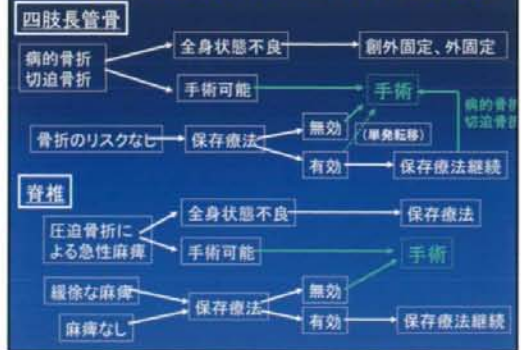 四肢長管骨
病的骨折
切迫骨折
全身状態不良
創外固定、外固定
手術可能
手術
病的骨折
切迫骨折
骨折のリスクなし
保存療法
無効
(単発転移)
有効
保存療法継続
脊椎
圧迫骨折に
よる急性麻痺
全身状態不良
保存療法
手術可能
手術
緩徐な麻痺
麻痺なし
保存療法
無効
有効
保存療法継続